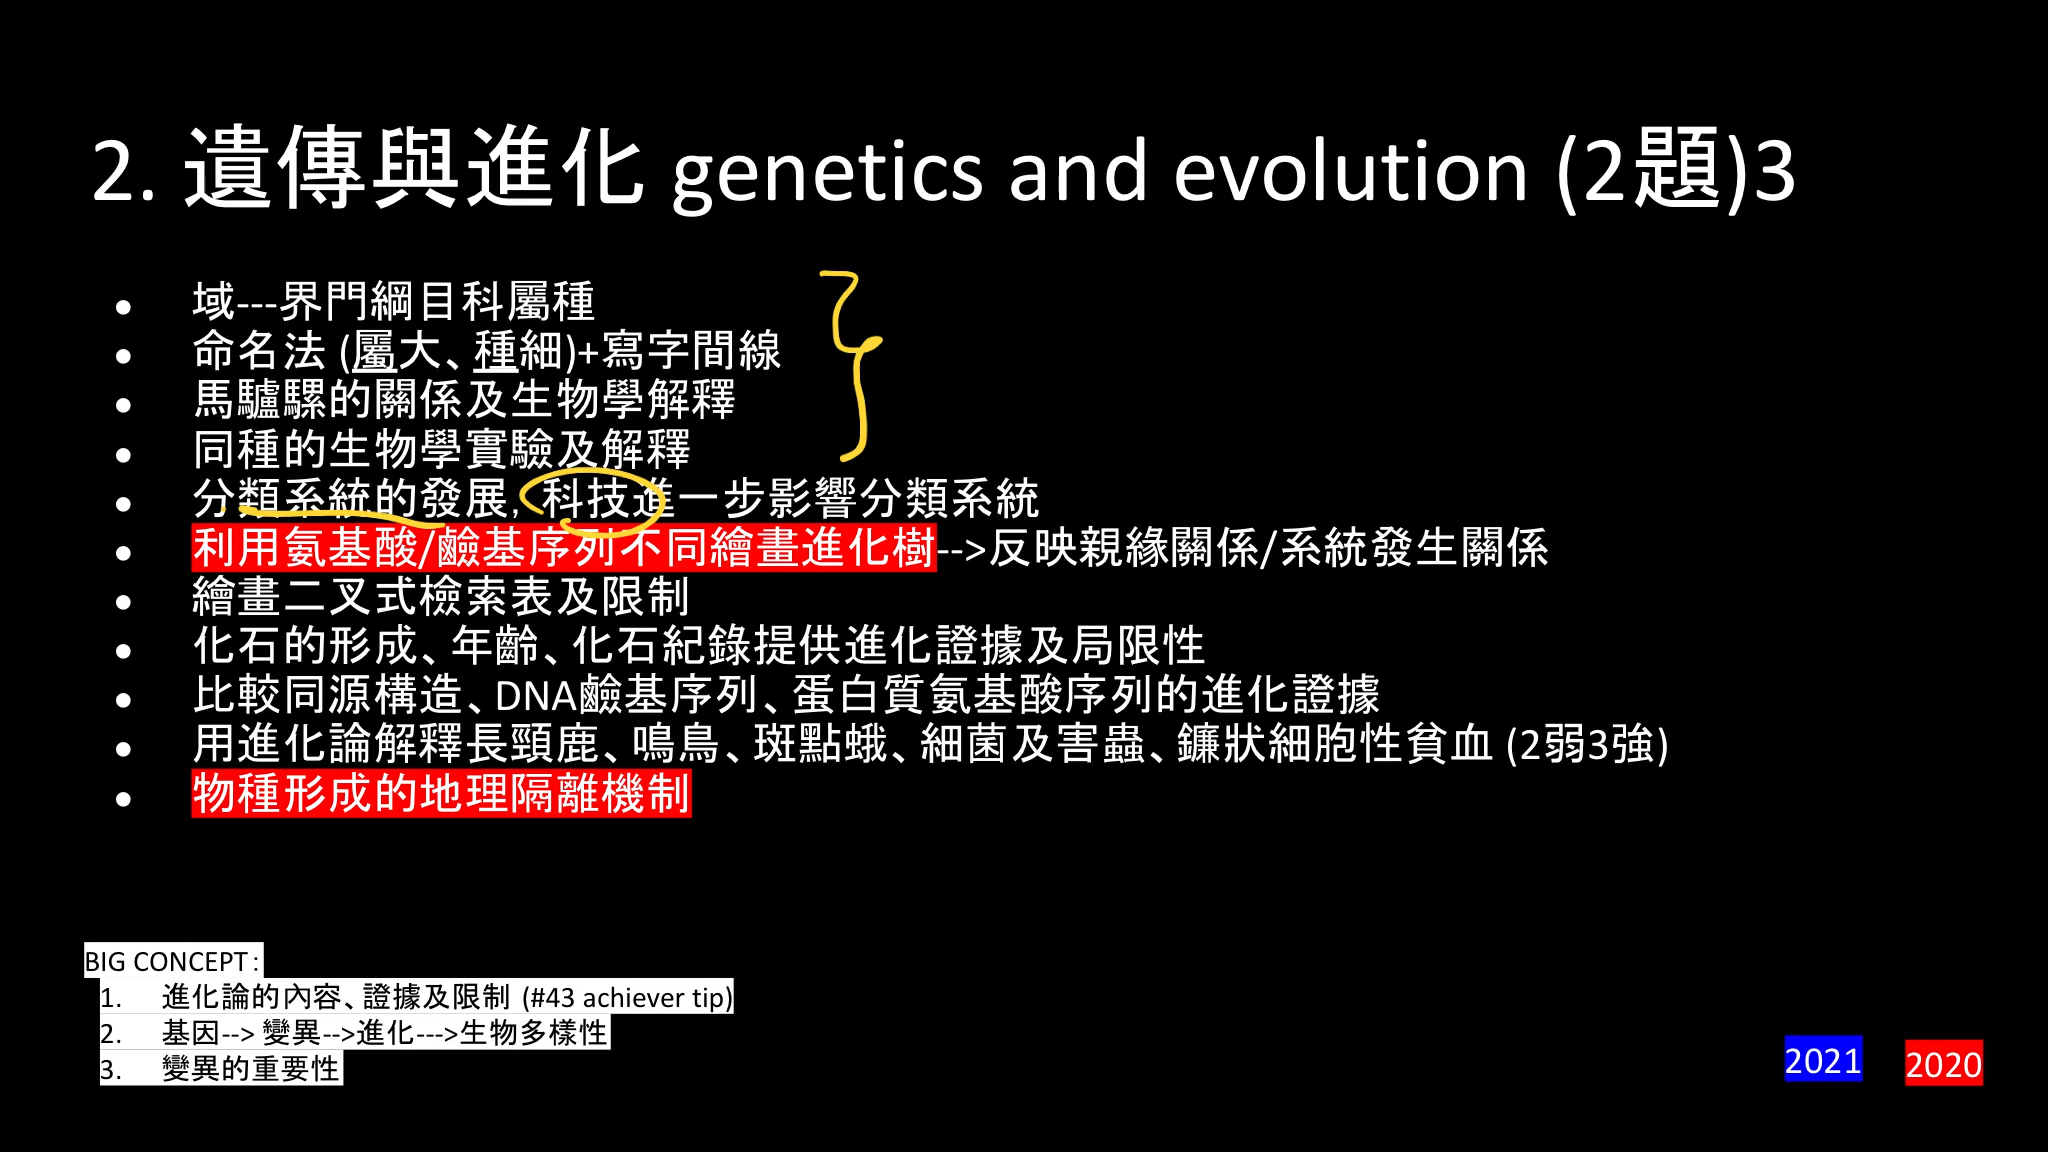 2. 遺傳與進化 genetics and evolution (2題)3
● 域---界門綱目科屬種
● 命名法 (屬大、種細)+寫字間線
● 馬驢騾的關係及生物學解釋
● 同種的生物學實驗及解釋
● 分類系統的發展, 科技進一步影響分類系統
● 利用氨基酸/鹼基序列不同繪畫進化樹-->反映親緣關係/系統發生關係
● 繪畫二叉式檢索表及限制
● 化石的形成、年齡、化石紀錄提供進化證據及局限性
● 比較同源構造、DNA鹼基序列、蛋白質氨基酸序列的進化證據
● 用進化論解釋長頸鹿、鳴鳥、斑點蛾、細菌及害蟲、鐮狀細胞性貧血 (2弱3強)
● 物種形成的地理隔離機制
BIG CONCEPT:
1. 進化論的內容、證據及限制 (#43 achiever tip)
2. 基因--> 變異-->進化--->生物多樣性
3. 變異的重要性
2021
2020